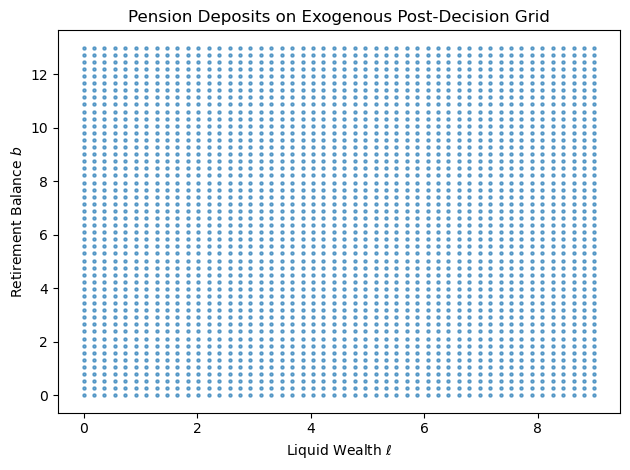 Pension Deposits on Exogenous Post-Decision Grid
12
10
8
6
4
2
0
Retirement Balance b
0 2 4 6 8
Liquid Wealth ℓ